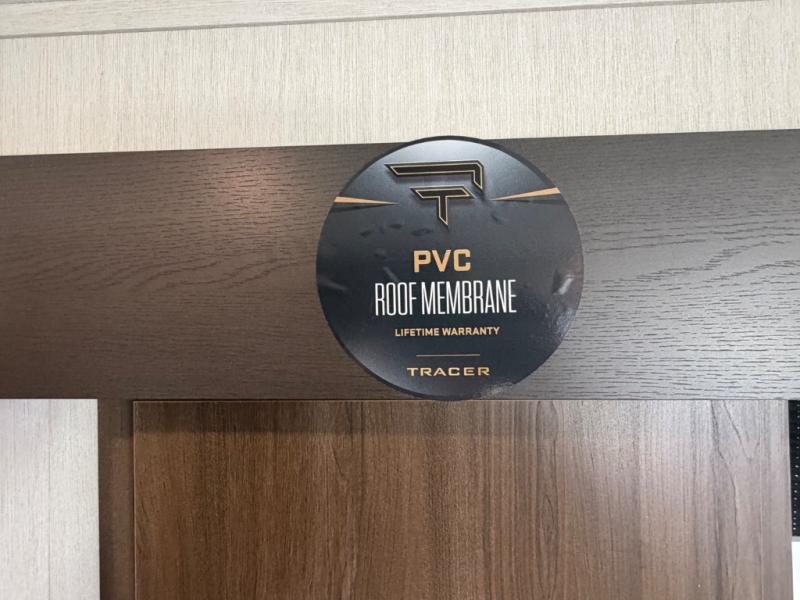 PVC
ROOF MEMBRANE
LIFETIME WARRANTY
TRACER